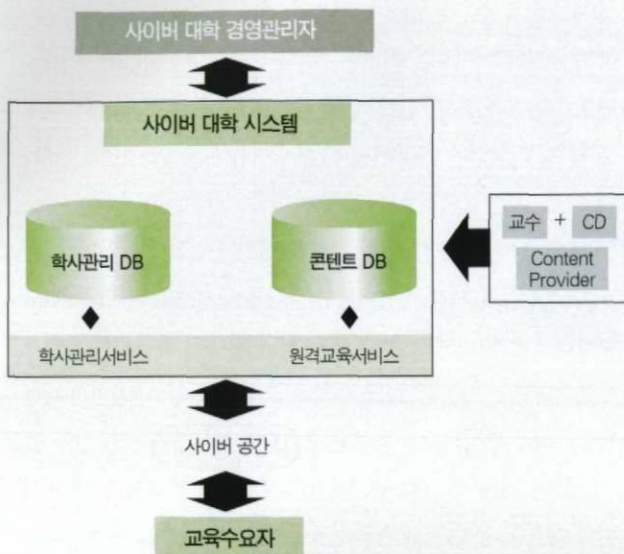 사이버 대학 경영관리자
사이버 대학 시스템
학사관리 DB
콘텐트 DB
교수 + CD
Content
Provider
학사관리서비스
원격교육서비스
사이버 공간
교육수요자